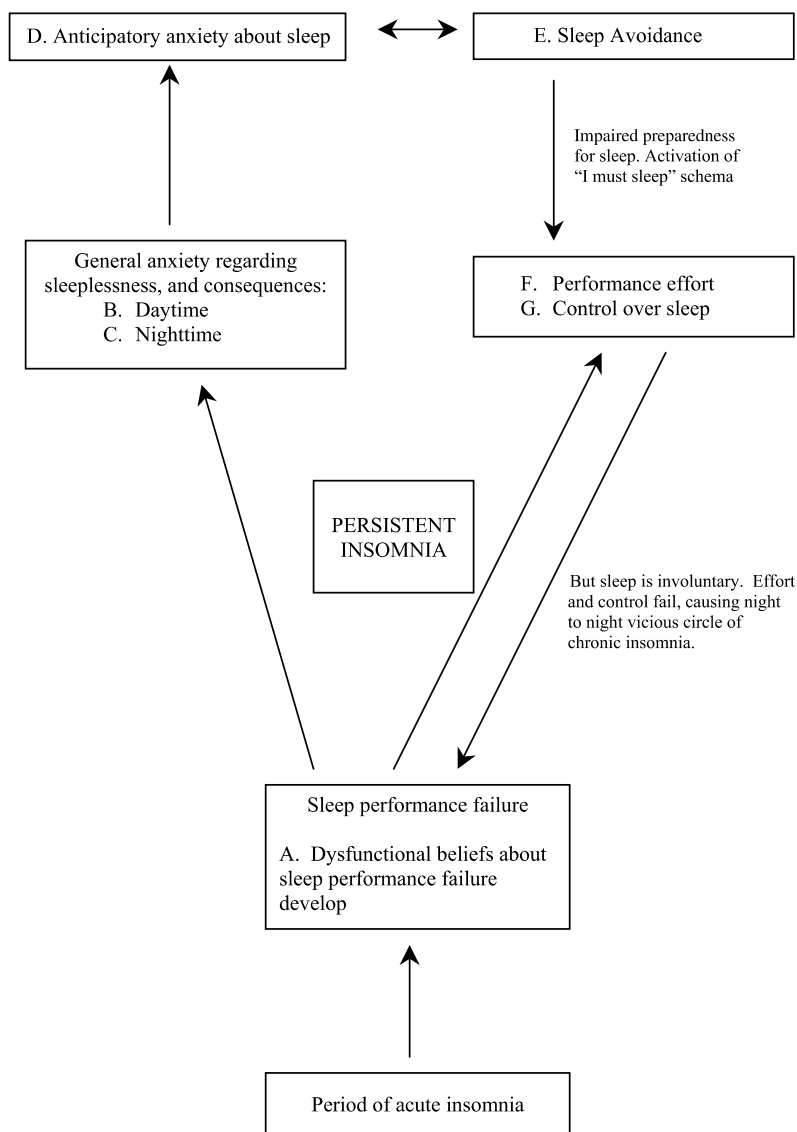 D. Anticipatory anxiety about sleep
E. Sleep Avoidance
Impaired preparedness
for sleep. Activation of
“I must sleep” schema
General anxiety regarding
sleeplessness, and consequences:
B. Daytime
C. Nighttime
F. Performance effort
G. Control over sleep
PERSISTENT
INSOMNIA
But sleep is involuntary. Effort
and control fail, causing night
to night vicious circle of
chronic insomnia.
Sleep performance failure
A. Dysfunctional beliefs about
sleep performance failure
develop
Period of acute insomnia